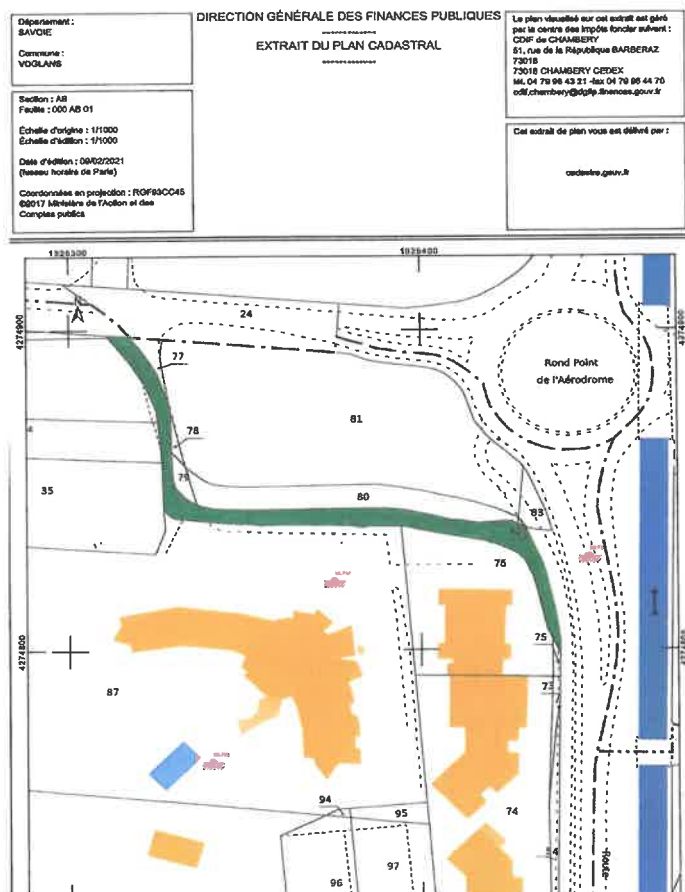 Département :
SAVOIE
Commune :
VOGLANS
Section : AB
Feuille : 000 AB 01
Échelle d'origine : 1/1000
Échelle d'édition : 1/1000
Date d'édition : 09/02/2021
(fuseau horaire de Paris)
Coordonnées en projection : RGF93CC45
©2017 Ministère de l'Action et des
Comptes publics
DIRECTION GÉNÉRALE DES FINANCES PUBLIQUES
EXTRAIT DU PLAN CADASTRAL
Le plan visualisé sur cet extrait est géré
par le centre des impôts foncier suivant :
CDIF de CHAMBERY
51, rue de la République BARBERAZ
73018
73018 CHAMBERY CEDEX
tél. 04 79 96 43 21 -fax 04 79 96 44 70
cdif.chambery@dgfip.finances.gouv.fr
Cet extrait de plan vous est délivré par :
cadastre.gouv.fr
1926300
1926400
4274900
4274900
24
77
Rond Point
de l'Aérodrome
81
78
79
35
80
83
76
4274800
4274800
75
87
73
94
95
74
96
97
Route